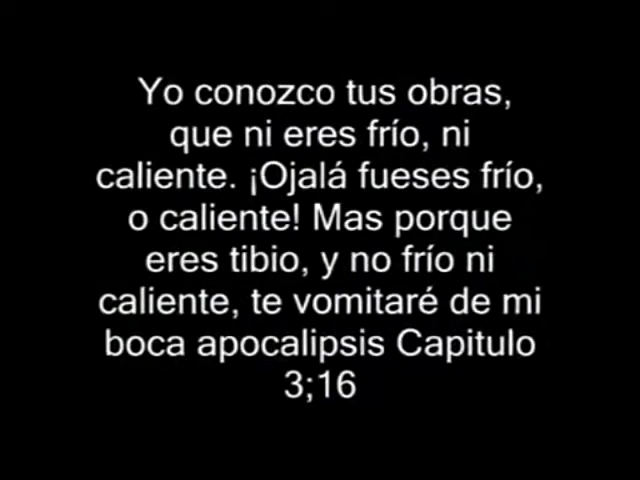 Yo conozco tus obras,
que ni eres frío, ni
caliente. ¡Ojalá fueses frío,
o caliente! Mas porque
eres tibio, y no frío ni
caliente, te vomitaré de mi
boca apocalipsis Capitulo
3;16